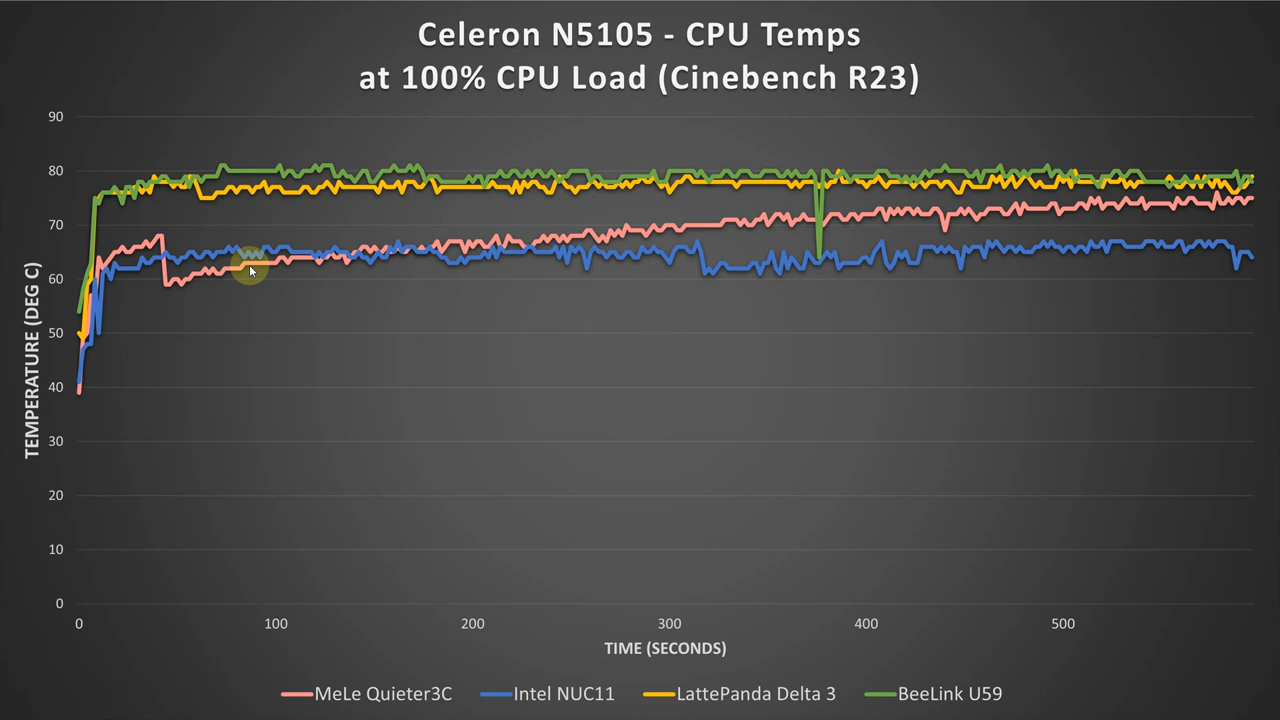 Celeron N5105 - CPU Temps
at 100% CPU Load (Cinebench R23)
TEMPERATURE (DEG C)
90
80
70
60
50
40
30
20
10
0
0 100 200 300 400 500
TIME (SECONDS)
MeLe Quieter3C Intel NUC11 LattePanda Delta 3 BeeLink U59